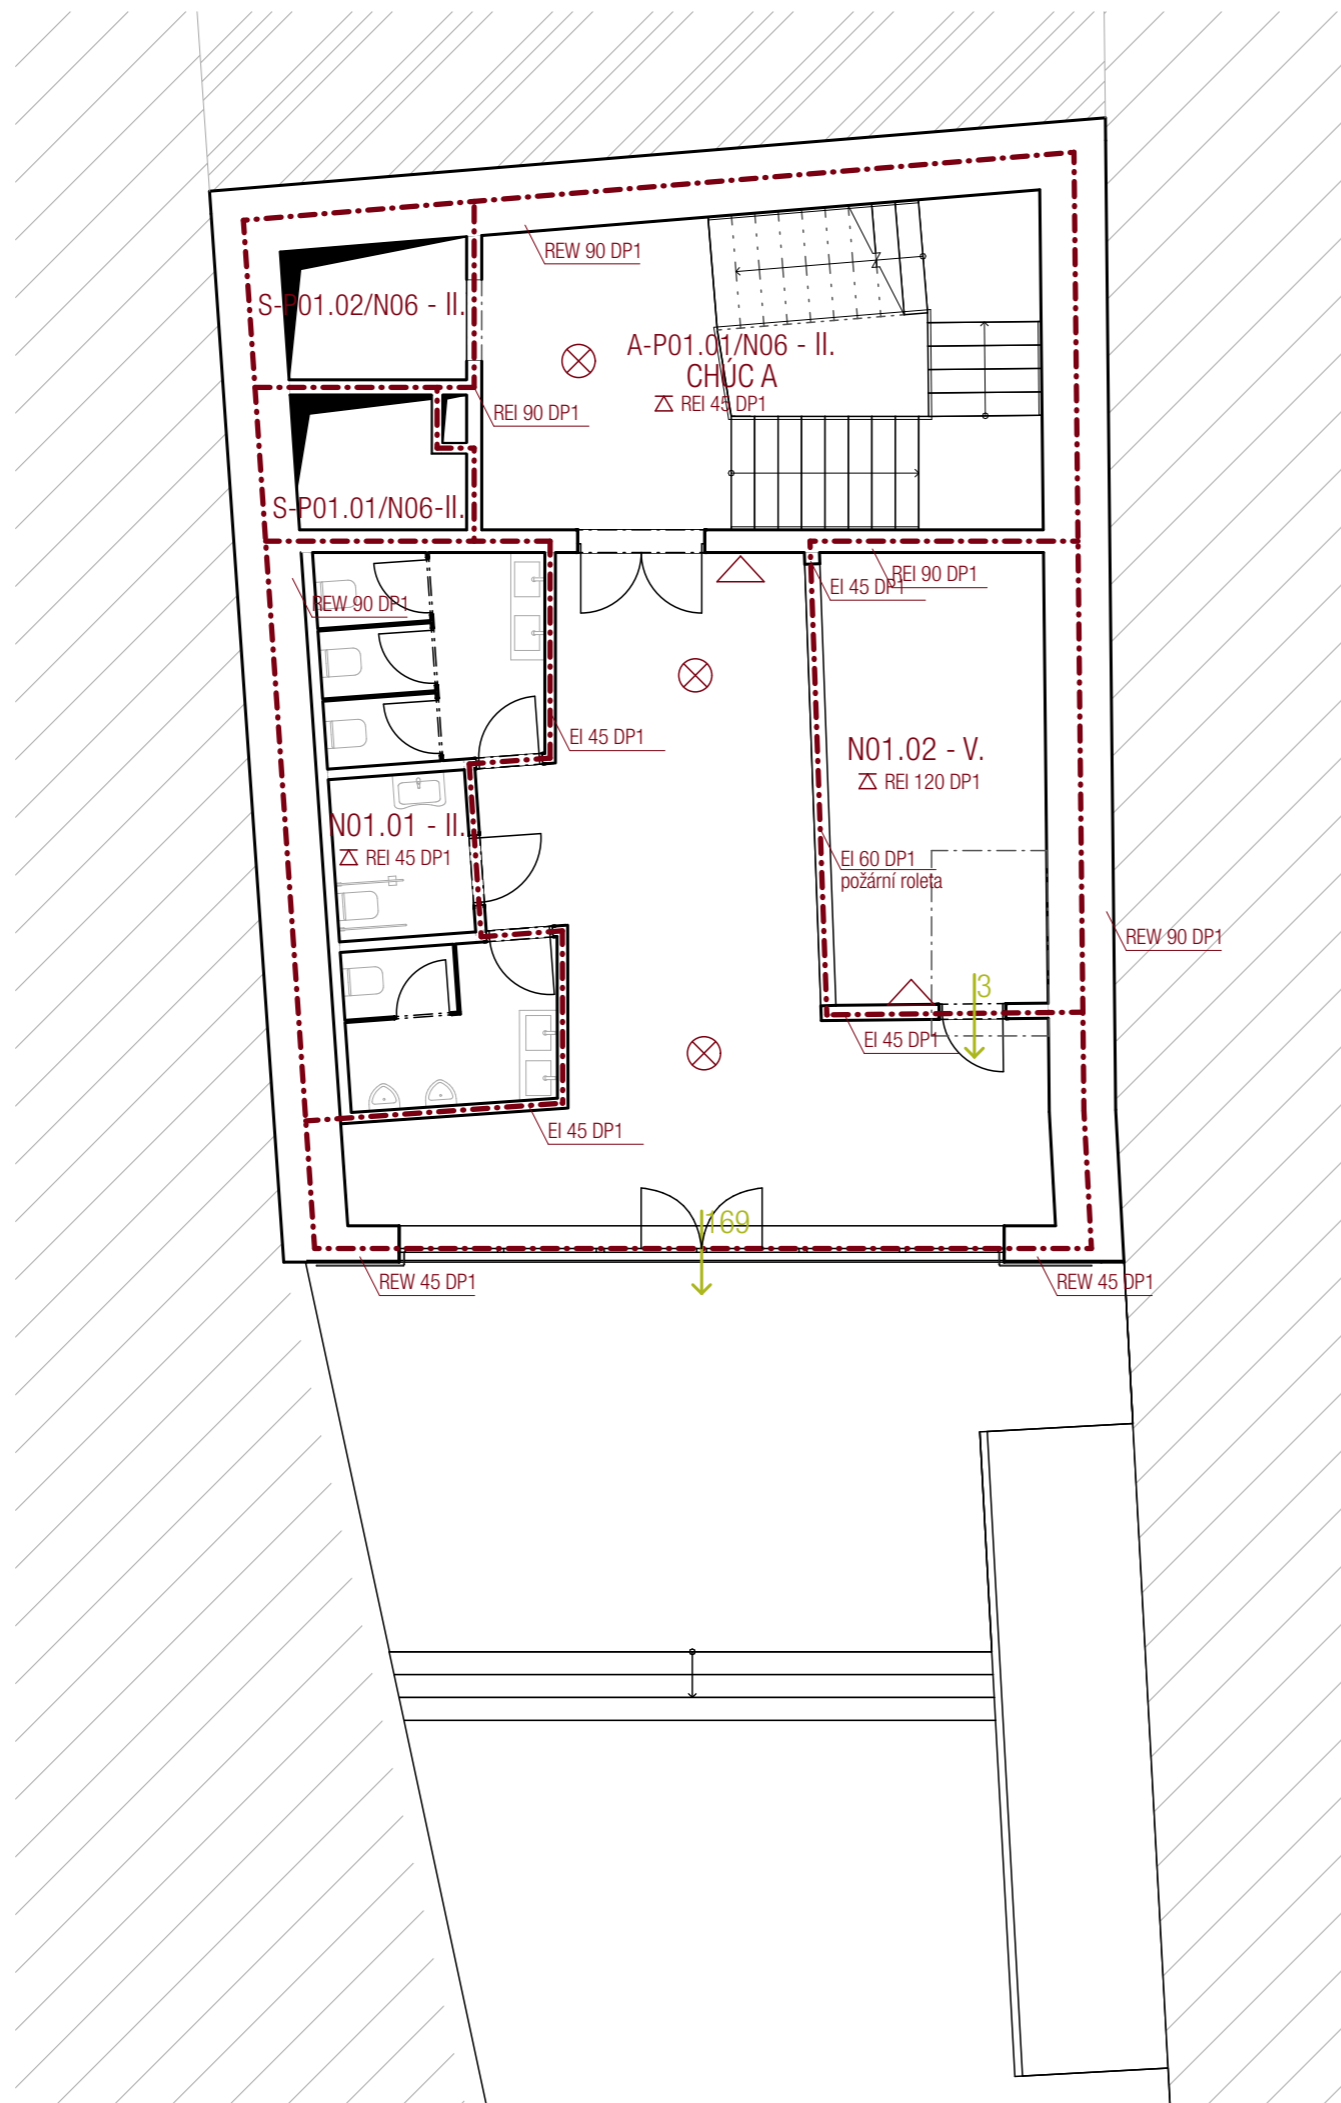 REW 90 DP1
S-P01.02/N06 - II.
A-P01.01/N06 - II.
CHÚC A
REI 45 DP1
REI 90 DP1
S-P01.01/N06-II.
REI 90 DP1
EI 45 DP1
REW 90 DP1
EI 45 DP1
N01.02 - V.
REI 120 DP1
N01.01 - II.
REI 45 DP1
EI 60 DP1
požární roleta
REW 90 DP1
3
EI 45 DP1
EI 45 DP1
169
REW 45 DP1
REW 45 DP1